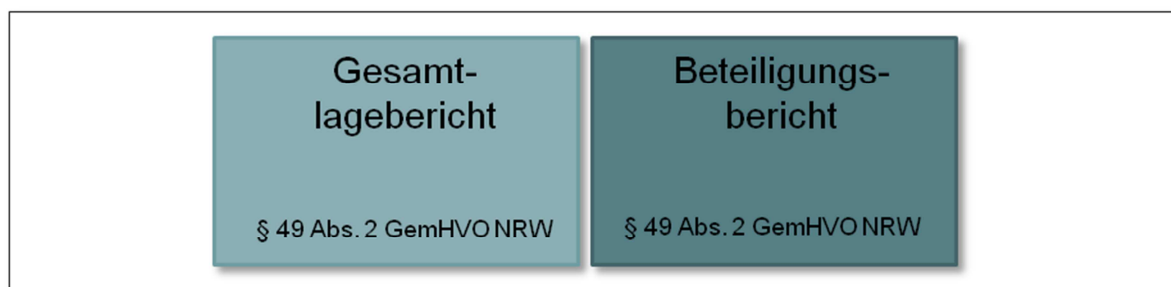 Gesamt-
lagebericht
§ 49 Abs. 2 GemHVO NRW
Beteiligungs-
bericht
§ 49 Abs. 2 GemHVO NRW